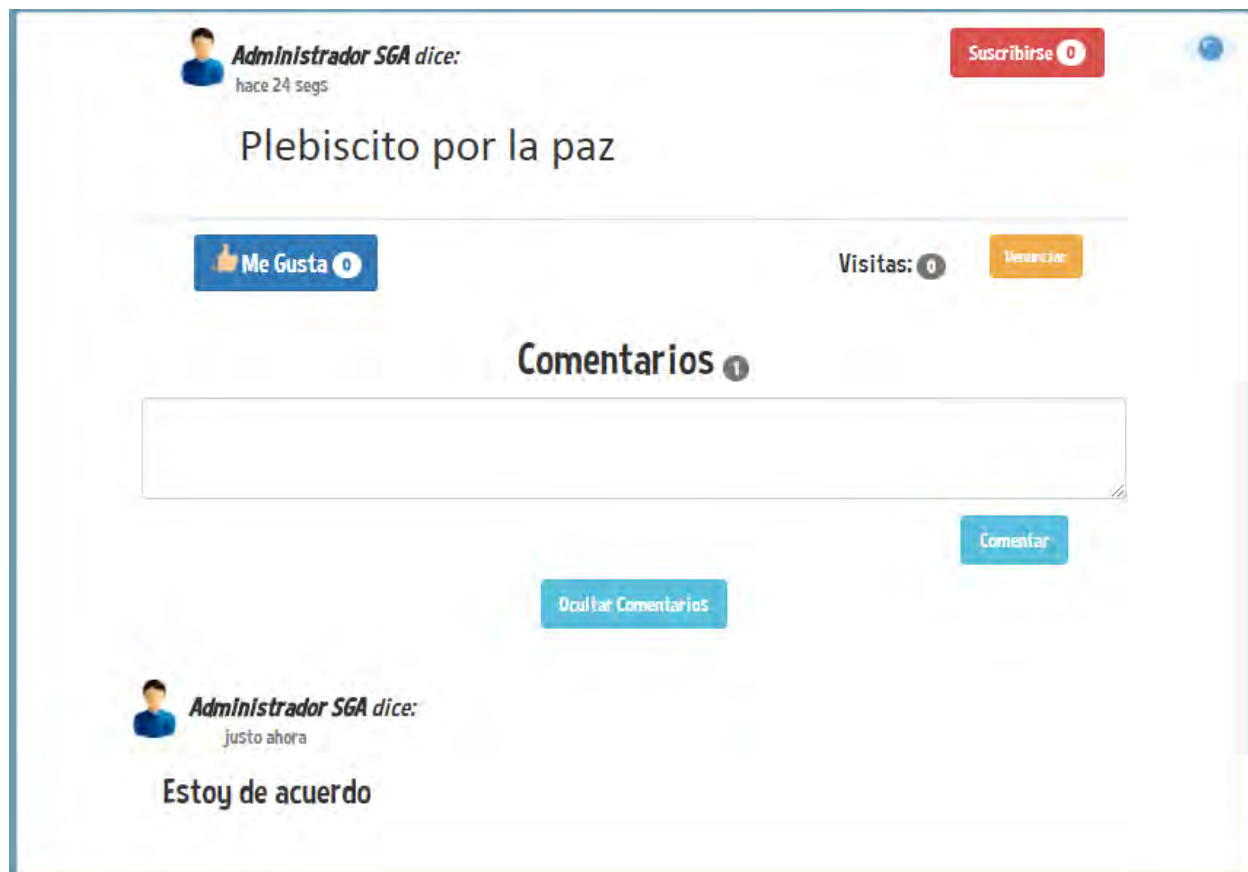 Administrador SGA dice:
Suscribirse 0
hace 24 segs
Plebiscito por la paz
Me Gusta 0
Visitas: 0
Denunciar
Comentarios 1
Comentar
Ocultar Comentarios
Administrador SGA dice:
justo ahora
Estoy de acuerdo